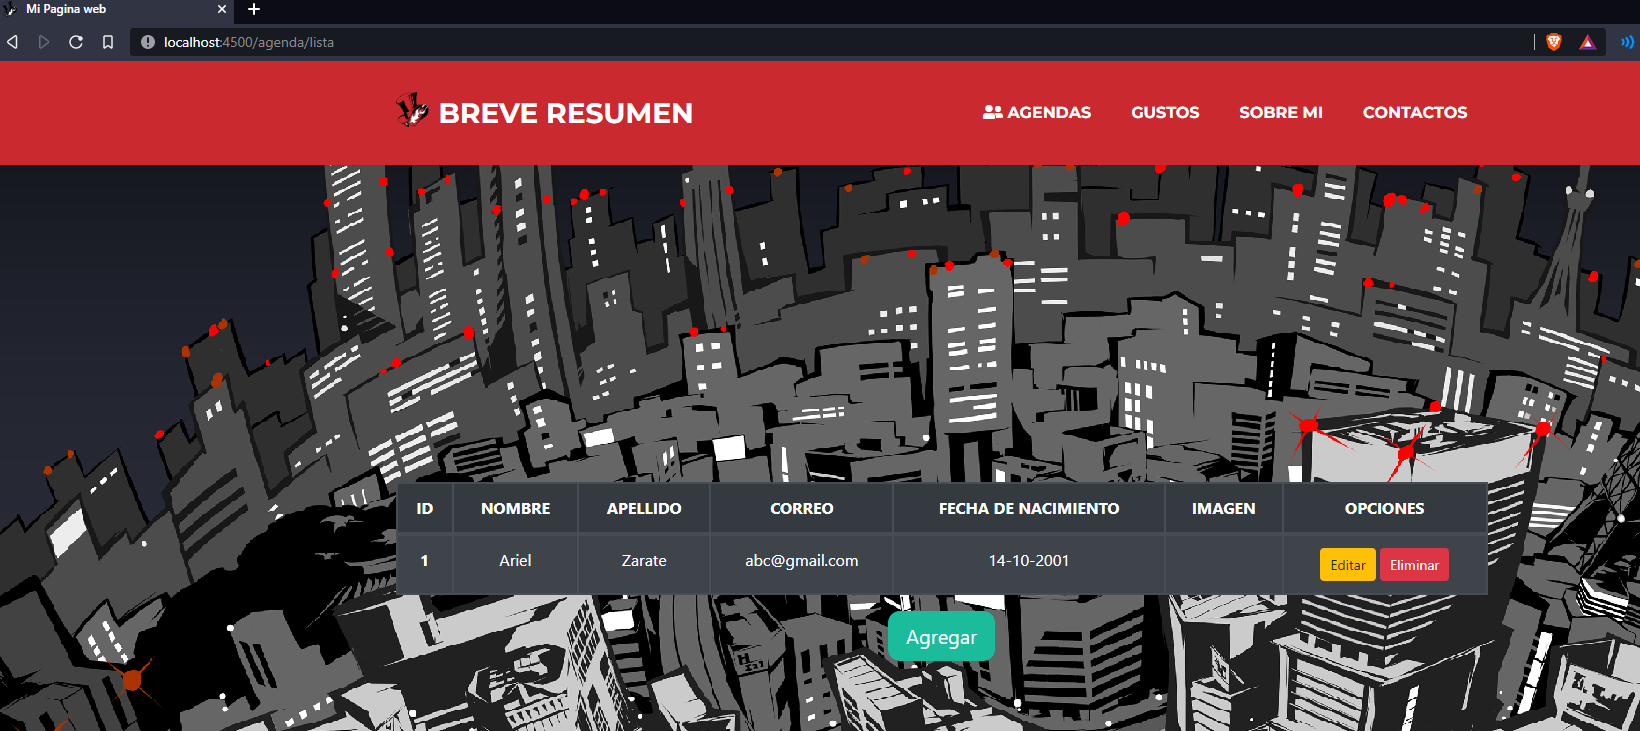 Mi Pagina web
localhost:4500/agenda/lista
BREVE RESUMEN
AGENDAS GUSTOS SOBRE MI CONTACTOS
ID NOMBRE APELLIDO CORREO FECHA DE NACIMIENTO IMAGEN OPCIONES
1 Ariel Zarate abc@gmail.com 14-10-2001 Editar Eliminar
Agregar